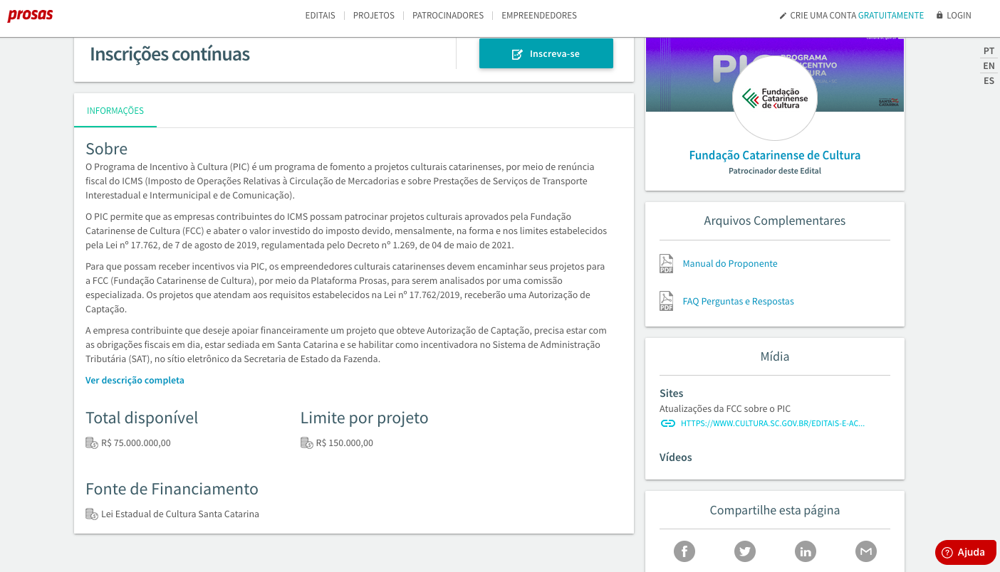 prosas
EDITAIS
PROJETOS
PATROCINADORES
EMPREENDEDORES
CRIE UMA CONTA GRATUITAMENTE
LOGIN
PT
EN
ES
Inscrições contínuas
Inscreva-se
INFORMAÇÕES
Sobre
O Programa de Incentivo à Cultura (PIC) é um programa de fomento a projetos culturais catarinenses, por meio de renúncia
fiscal do ICMS (Imposto de Operações Relativas à Circulação de Mercadorias e sobre Prestações de Serviços de Transporte
Interestadual e Intermunicipal e de Comunicação).
O PIC permite que as empresas contribuintes do ICMS possam patrocinar projetos culturais aprovados pela Fundação
Catarinense de Cultura (FCC) e abater o valor investido do imposto devido, mensalmente, na forma e nos limites estabelecidos
pela Lei nº 17.762, de 7 de agosto de 2019, regulamentada pelo Decreto nº 1.269, de 04 de maio de 2021.
Para que possam receber incentivos via PIC, os empreendedores culturais catarinenses devem encaminhar seus projetos para
a FCC (Fundação Catarinense de Cultura), por meio da Plataforma Prosas, para serem analisados por uma comissão
especializada. Os projetos que atendam aos requisitos estabelecidos na Lei nº 17.762/2019, receberão uma Autorização de
Captação.
A empresa contribuinte que deseje apoiar financeiramente um projeto que obteve Autorização de Captação, precisa estar com
as obrigações fiscais em dia, estar sediada em Santa Catarina e se habilitar como incentivadora no Sistema de Administração
Tributária (SAT), no sítio eletrônico da Secretaria de Estado da Fazenda.
Ver descrição completa
Total disponível
R$ 75.000.000,00
Limite por projeto
R$ 150.000,00
Fonte de Financiamento
Lei Estadual de Cultura Santa Catarina
PROGRAMA
Fundação
Catarinense
de Cultura
SANTA
CATARINA
Fundação Catarinense de Cultura
Patrocinador deste Edital
Arquivos Complementares
PDF
Manual do Proponente
PDF
FAQ Perguntas e Respostas
Mídia
Sites
Atualizações da FCC sobre o PIC
HTTPS://WWW.CULTURA.SC.GOV.BR/EDITAIS-E-AC...
Vídeos
Compartilhe esta página
Ajuda